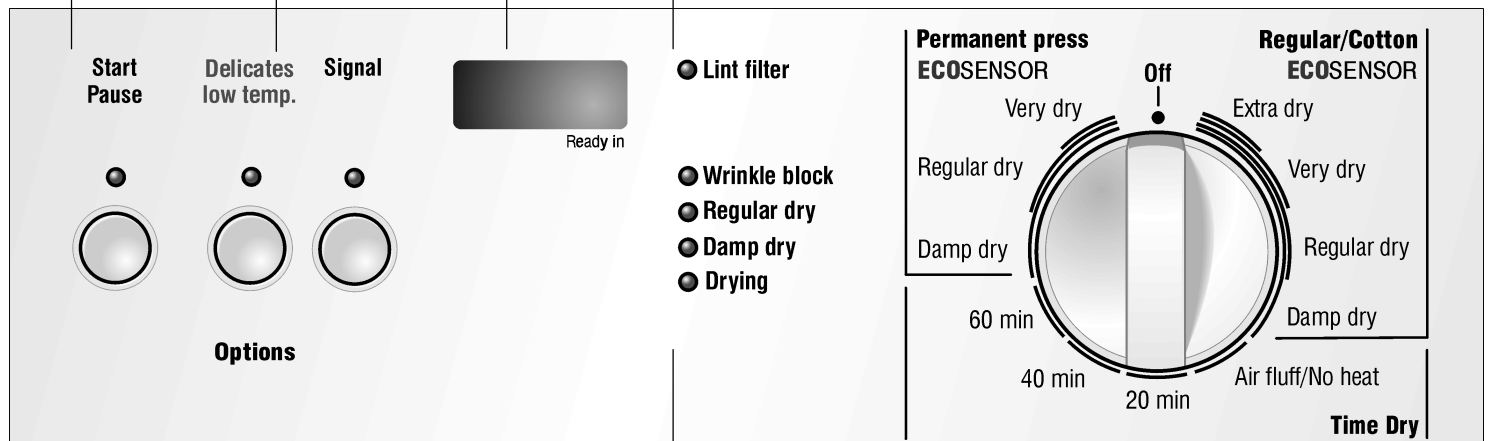 Start
Pause
Delicates
low temp.
Signal
Options
Ready in
Lint filter
Wrinkle block
Regular dry
Damp dry
Drying
Permanent press
ECOSENSOR
Very dry
Regular dry
Damp dry
Off
Regular/Cotton
ECOSENSOR
Extra dry
Very dry
Regular dry
Damp dry
60 min
40 min
20 min
Air fluff/No heat
Time Dry